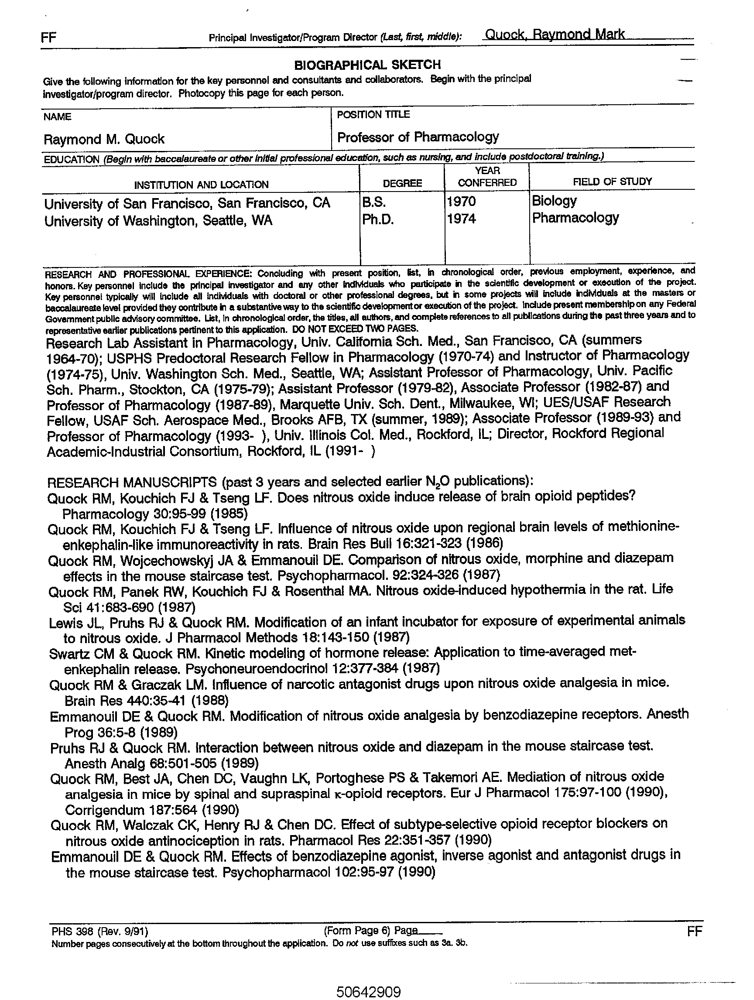 FF
Principal Investigator/Program Director (Last, first, middle): Quock, Raymond Mark
BIOGRAPHICAL SKETCH
Give the following information for the key personnel and consultants and collaborators. Begin with the principal
investigator/program director. Photocopy this page for each person.
NAME
POSITION TITLE
Raymond M. Quock
Professor of Pharmacology
EDUCATION (Begin with baccalaureate or other initial professional education, such as nursing, and include postdoctoral training.)
INSTITUTION AND LOCATION
DEGREE
YEAR
CONFERRED
FIELD OF STUDY
University of San Francisco, San Francisco, CA
B.S.
1970
Biology
University of Washington, Seattle, WA
Ph.D.
1974
Pharmacology
RESEARCH AND PROFESSIONAL EXPERIENCE: Concluding with present position, list, in chronological order, previous employment, experience, and
honors. Key personnel include the principal investigator and any other individuals who participate in the scientific development or execution of the project.
Key personnel typically will include all individuals with doctoral or other professional degrees, but in some projects will include individuals at the masters or
baccalaureate level provided they contribute in a substantive way to the scientific development or execution of the project. Include present membership on any Federal
Government public advisory committee. List, in chronological order, the titles, all authors, and complete references to all publications during the past three years and to
representative earlier publications pertinent to this application. DO NOT EXCEED TWO PAGES.
Research Lab Assistant in Pharmacology, Univ. California Sch. Med., San Francisco, CA (summers
1964-70); USPHS Predoctoral Research Fellow in Pharmacology (1970-74) and Instructor of Pharmacology
(1974-75), Univ. Washington Sch. Med., Seattle, WA; Assistant Professor of Pharmacology, Univ. Pacific
Sch. Pharm., Stockton, CA (1975-79); Assistant Professor (1979-82), Associate Professor (1982-87) and
Professor of Pharmacology (1987-89), Marquette Univ. Sch. Dent., Milwaukee, WI; UES/USAF Research
Fellow, USAF Sch. Aerospace Med., Brooks AFB, TX (summer, 1989); Associate Professor (1989-93) and
Professor of Pharmacology (1993- ), Univ. Illinois Col. Med., Rockford, IL; Director, Rockford Regional
Academic-Industrial Consortium, Rockford, IL (1991- )
RESEARCH MANUSCRIPTS (past 3 years and selected earlier N₂O publications):
Quock RM, Kouchich FJ & Tseng LF. Does nitrous oxide induce release of brain opioid peptides?
Pharmacology 30:95-99 (1985)
Quock RM, Kouchich FJ & Tseng LF. Influence of nitrous oxide upon regional brain levels of methionine-
enkephalin-like immunoreactivity in rats. Brain Res Bull 16:321-323 (1986)
Quock RM, Wojcechowskyj JA & Emmanouil DE. Comparison of nitrous oxide, morphine and diazepam
effects in the mouse staircase test. Psychopharmacol. 92:324-326 (1987)
Quock RM, Panek RW, Kouchich FJ & Rosenthal MA. Nitrous oxide-induced hypothermia in the rat. Life
Sci 41:683-690 (1987)
Lewis JL, Pruhs RJ & Quock RM. Modification of an infant incubator for exposure of experimental animals
to nitrous oxide. J Pharmacol Methods 18:143-150 (1987)
Swartz CM & Quock RM. Kinetic modeling of hormone release: Application to time-averaged met-
enkephalin release. Psychoneuroendocrinol 12:377-384 (1987)
Quock RM & Graczak LM. Influence of narcotic antagonist drugs upon nitrous oxide analgesia in mice.
Brain Res 440:35-41 (1988)
Emmanouil DE & Quock RM. Modification of nitrous oxide analgesia by benzodiazepine receptors. Anesth
Prog 36:5-8 (1989)
Pruhs RJ & Quock RM. Interaction between nitrous oxide and diazepam in the mouse staircase test.
Anesth Analg 68:501-505 (1989)
Quock RM, Best JA, Chen DC, Vaughn LK, Portoghese PS & Takemori AE. Mediation of nitrous oxide
analgesia in mice by spinal and supraspinal κ-opioid receptors. Eur J Pharmacol 175:97-100 (1990),
Corrigendum 187:564 (1990)
Quock RM, Walczak CK, Henry RJ & Chen DC. Effect of subtype-selective opioid receptor blockers on
nitrous oxide antinociception in rats. Pharmacol Res 22:351-357 (1990)
Emmanouil DE & Quock RM. Effects of benzodiazepine agonist, inverse agonist and antagonist drugs in
the mouse staircase test. Psychopharmacol 102:95-97 (1990)
PHS 398 (Rev. 9/91)
(Form Page 6) Page
FF
Number pages consecutively at the bottom throughout the application. Do not use suffixes such as 3a. 3b.
50642909